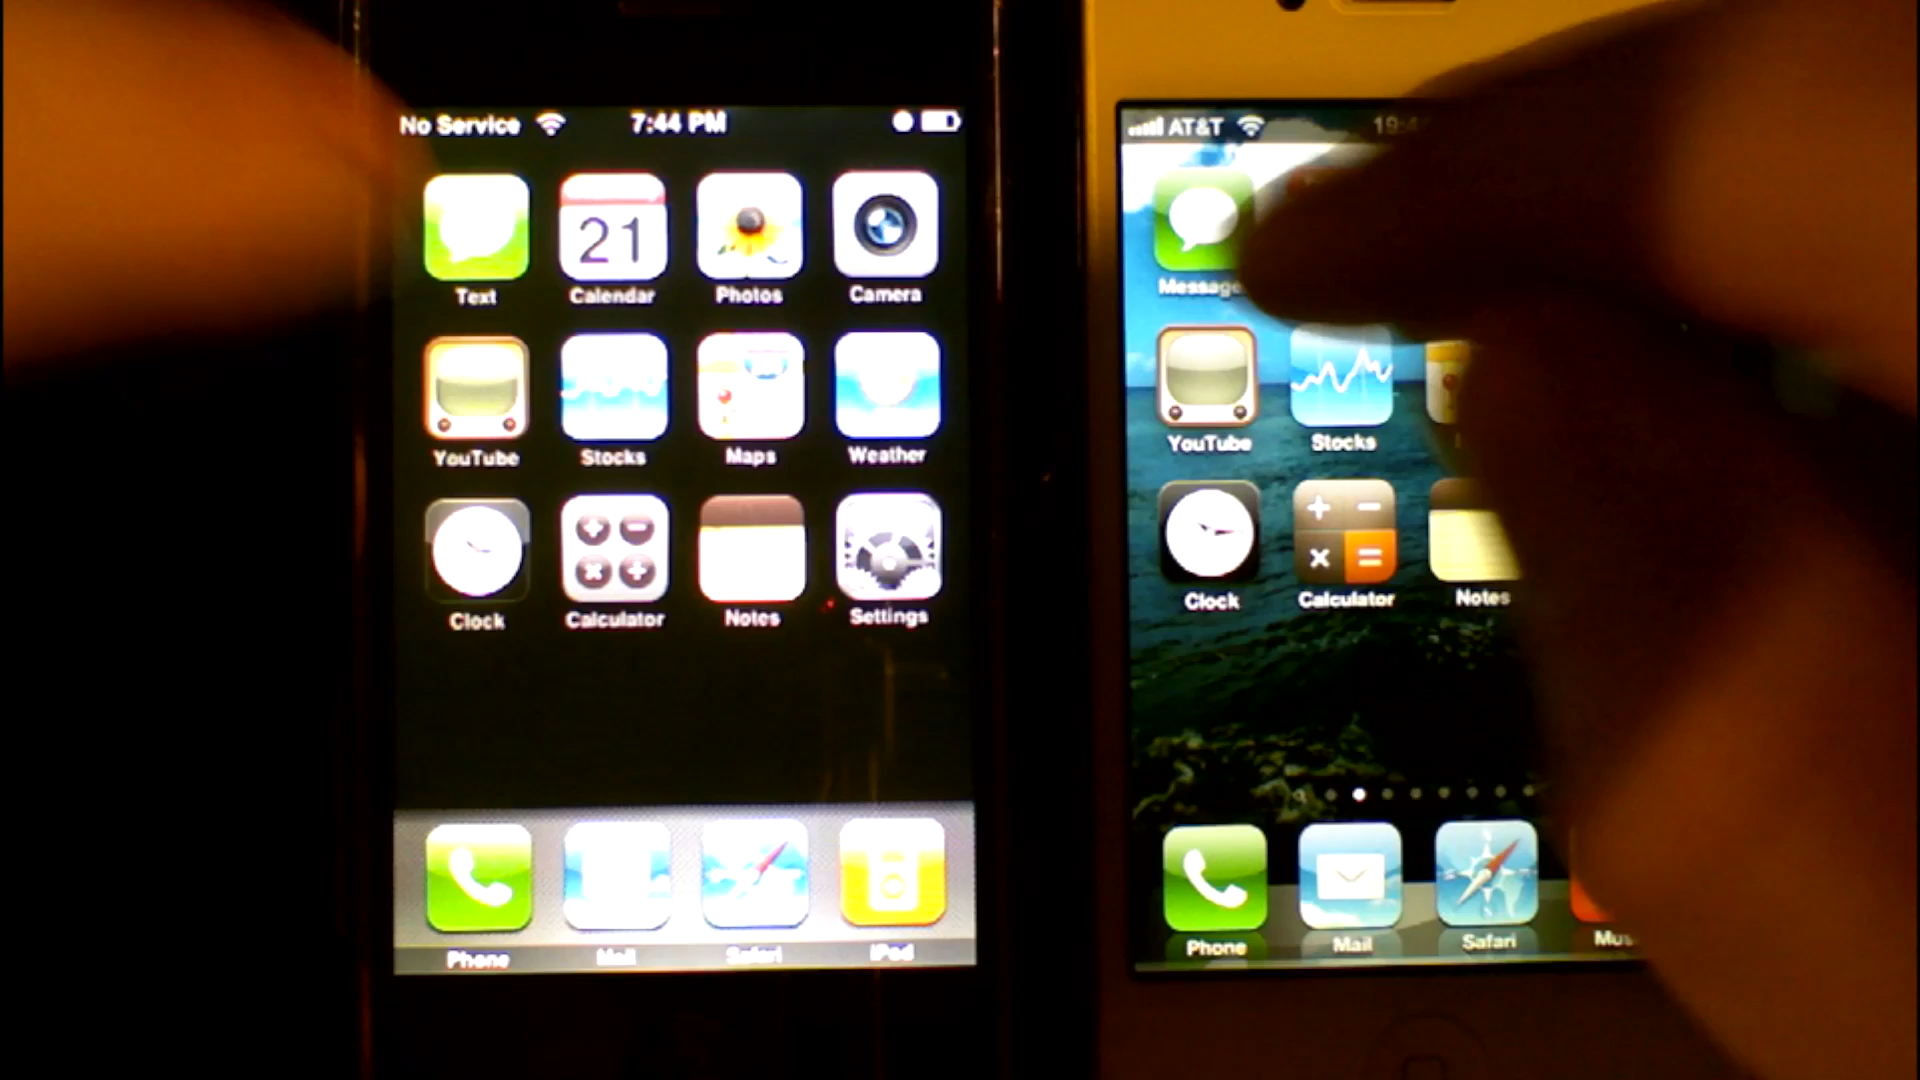 No Service 7:44 PM
21
Text Calendar Photos Camera
YouTube Stocks Maps Weather
Clock Calculator Notes Settings
Phone Mail Safari iPod
AT&T
YouTube Stocks
Clock Calculator Notes
Phone Mail Safari